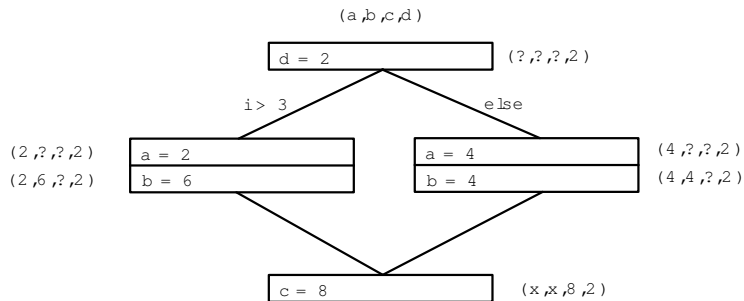 (a,b,c,d)
d = 2
(?,?,?,2)
i> 3
else
(2,?,?,2)
a = 2
a = 4
(4,?,?,2)
(2,6,?,2)
b = 6
b = 4
(4,4,?,2)
c = 8
(x,x,8,2)